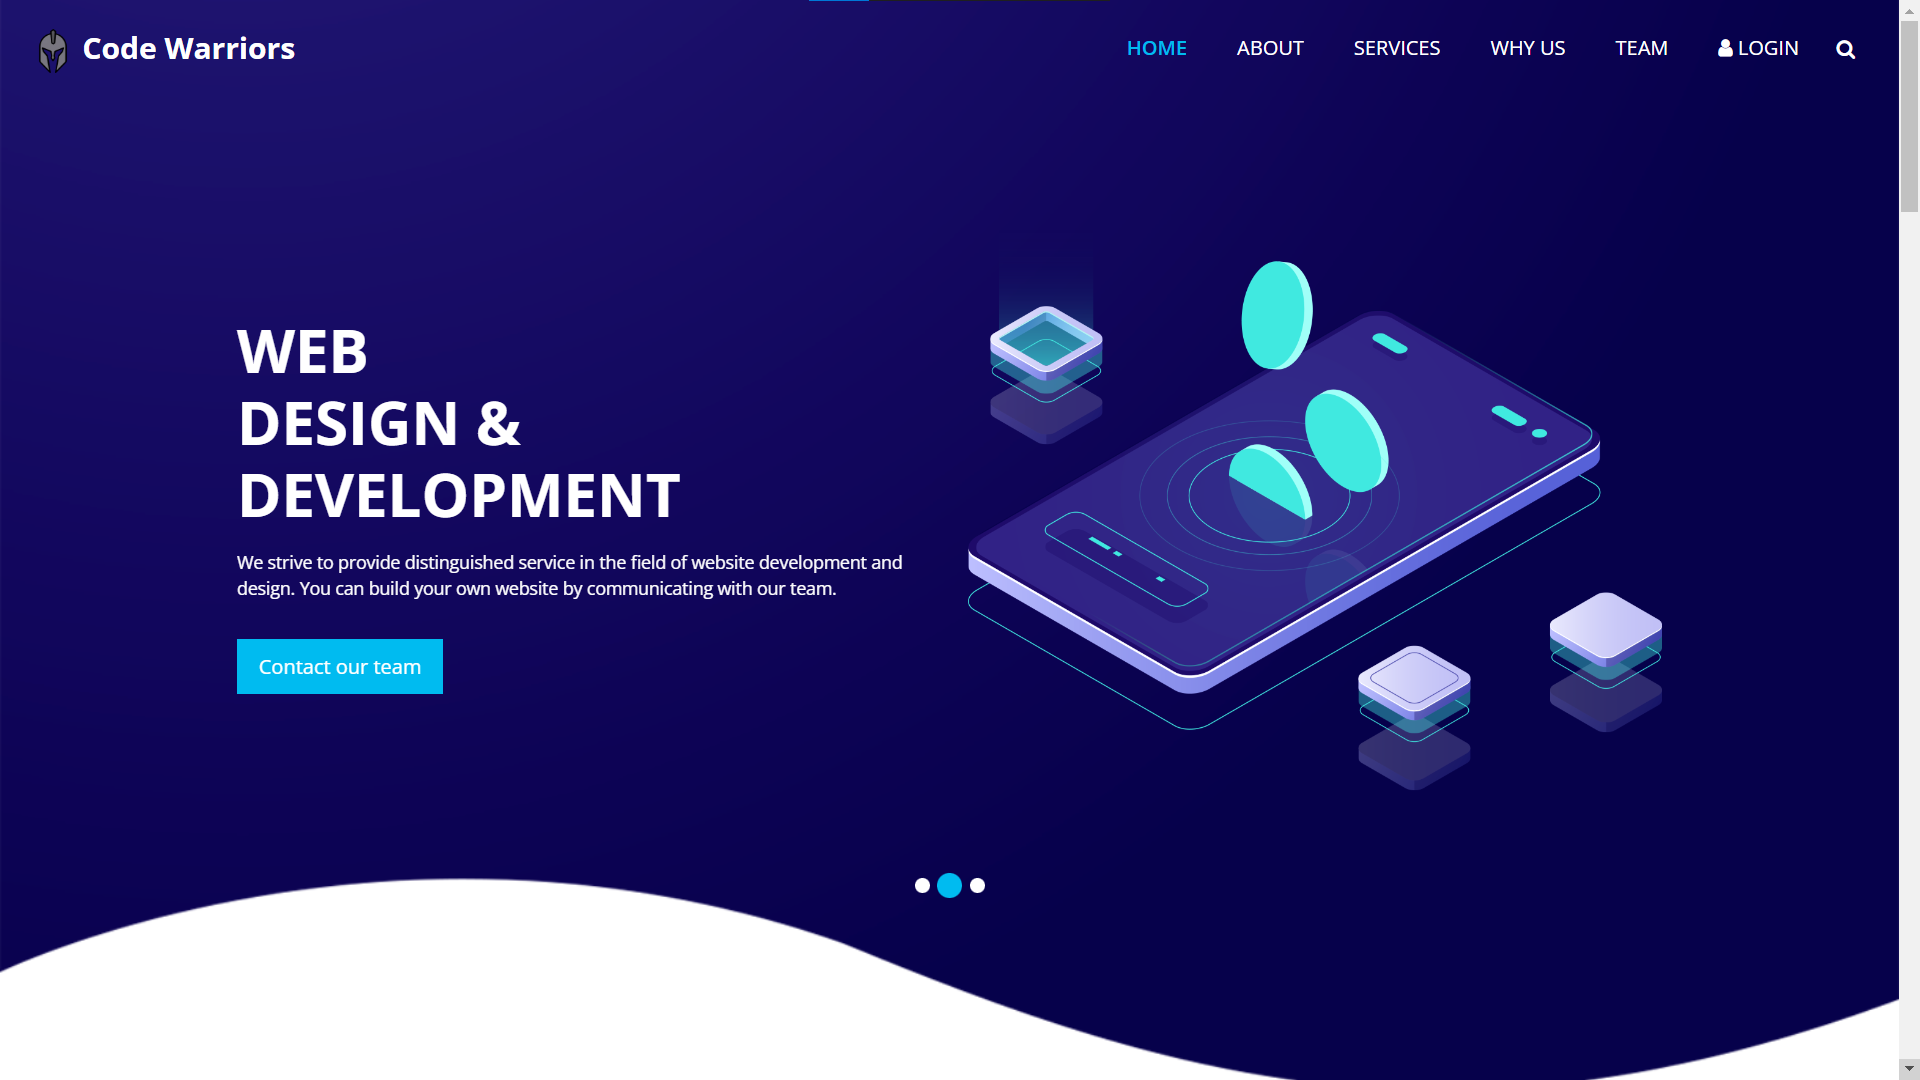 Code Warriors
HOME ABOUT SERVICES WHY US TEAM LOGIN
WEB
DESIGN &
DEVELOPMENT
We strive to provide distinguished service in the field of website development and
design. You can build your own website by communicating with our team.
Contact our team